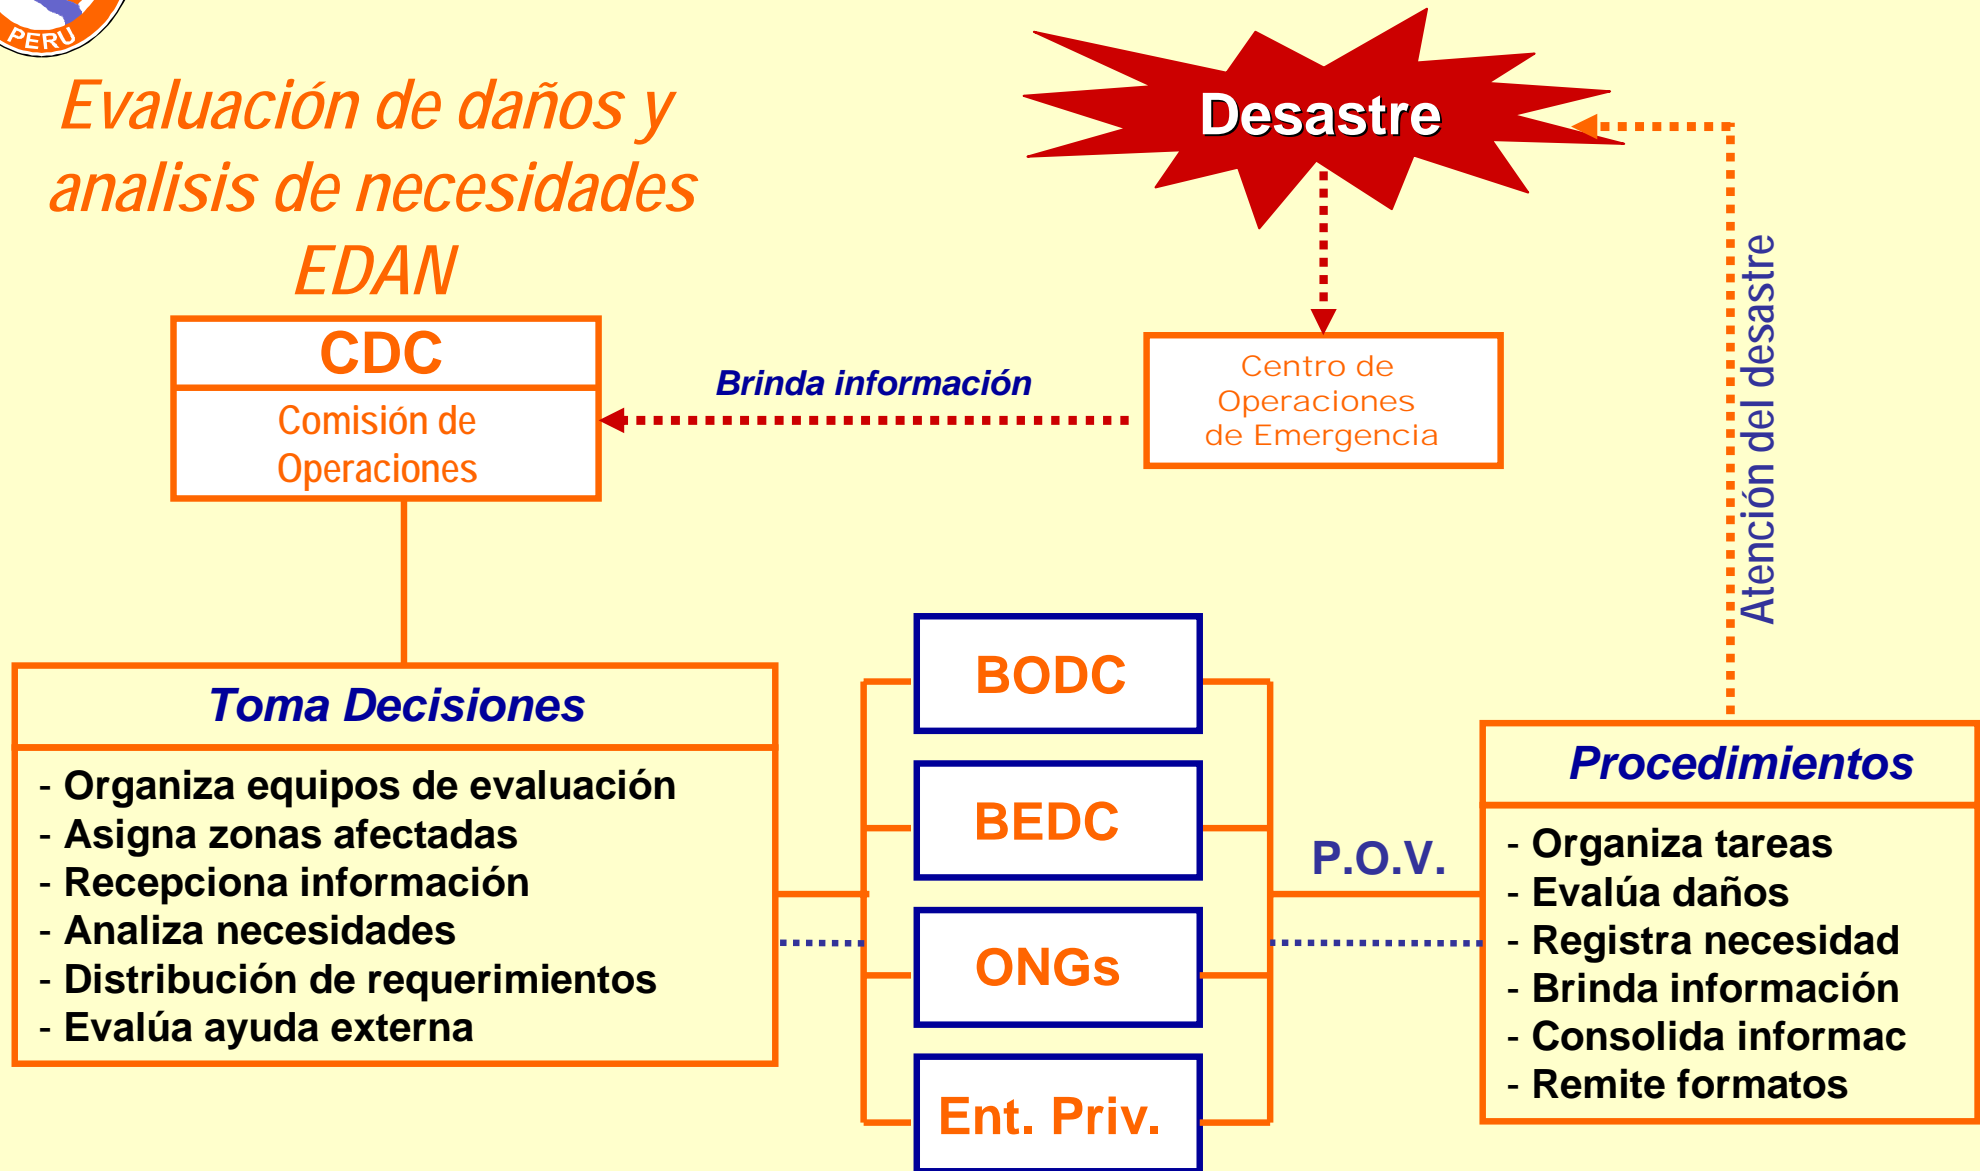 PERU
Evaluación de daños y
analisis de necesidades
EDAN
Desastre
CDC
Comisión de
Operaciones
Brinda información
Centro de
Operaciones
de Emergencia
Atención del desastre
Toma Decisiones
- Organiza equipos de evaluación
- Asigna zonas afectadas
- Recepciona información
- Analiza necesidades
- Distribución de requerimientos
- Evalúa ayuda externa
BODC
BEDC
ONGs
Ent. Priv.
P.O.V.
Procedimientos
- Organiza tareas
- Evalúa daños
- Registra necesidad
- Brinda información
- Consolida informac
- Remite formatos